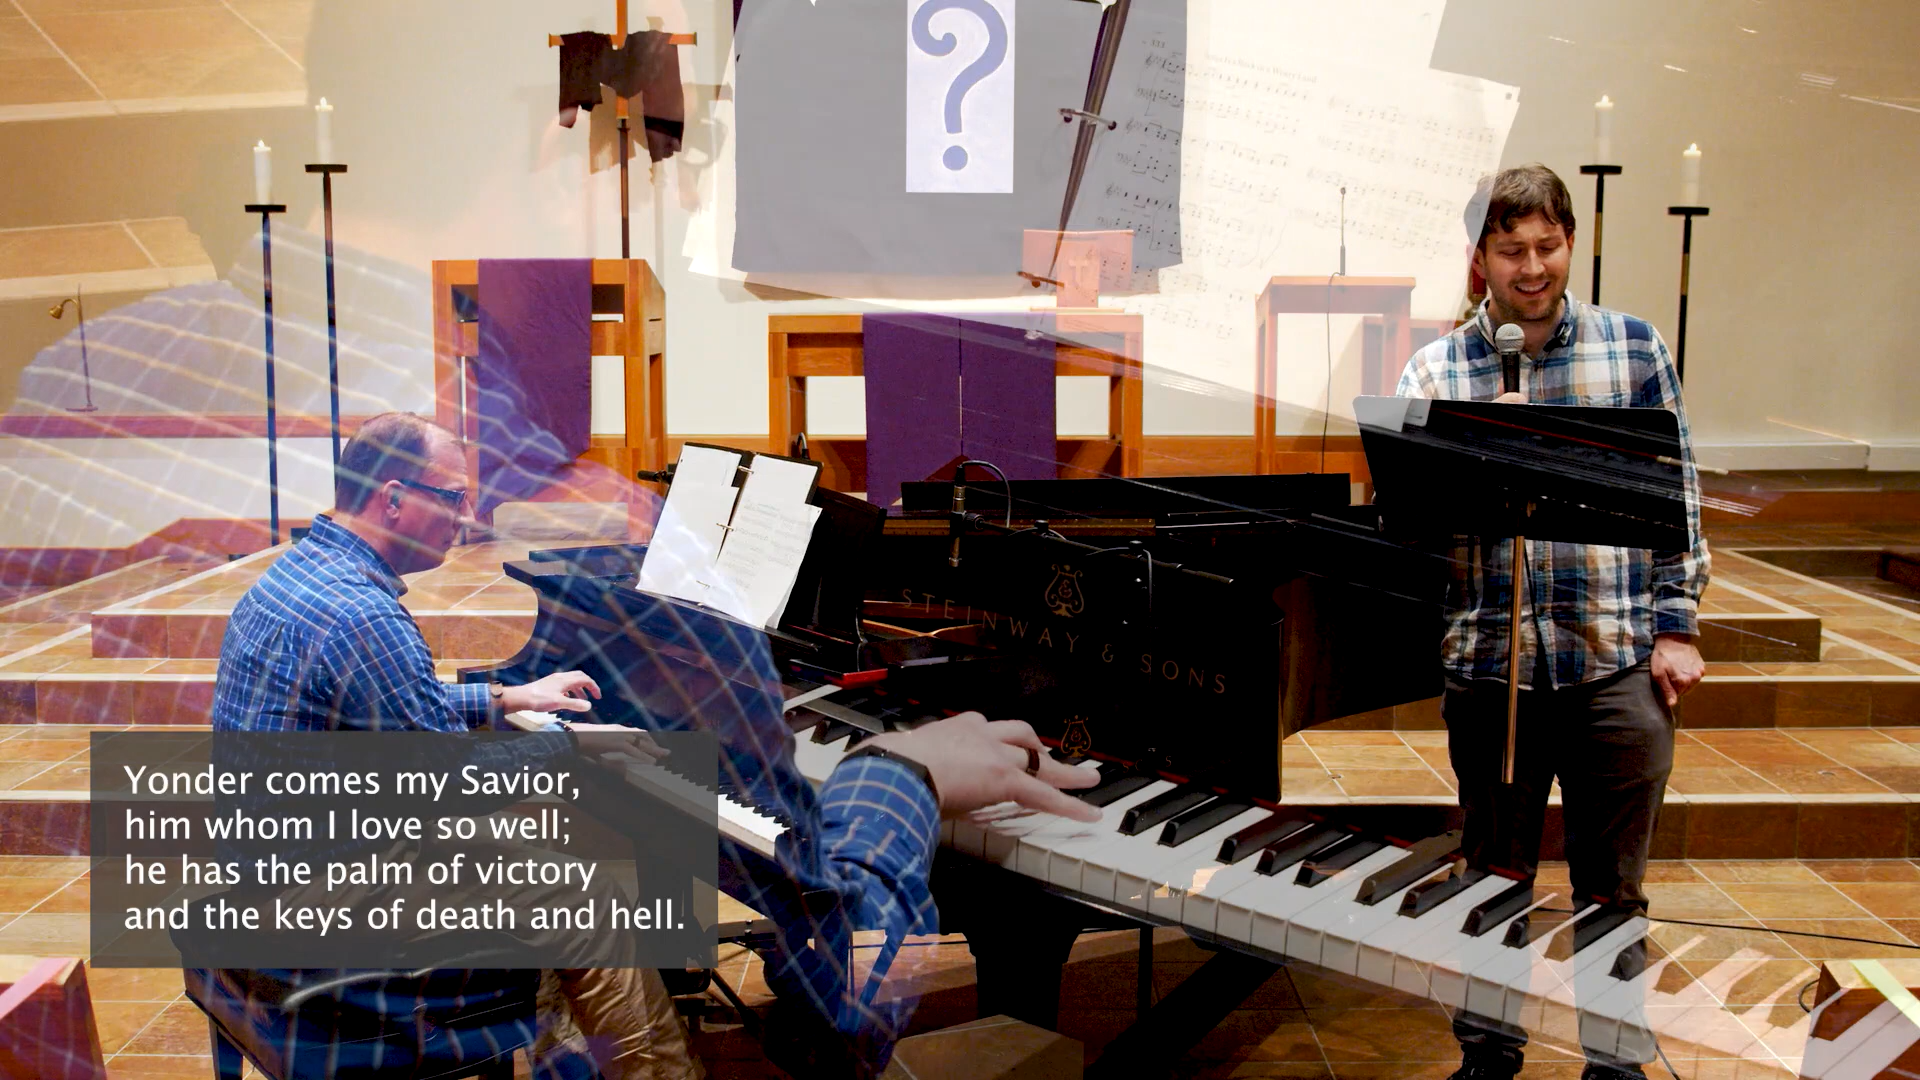 ?
STEINWAY & SONS
Yonder comes my Savior,
him whom I love so well;
he has the palm of victory
and the keys of death and hell.